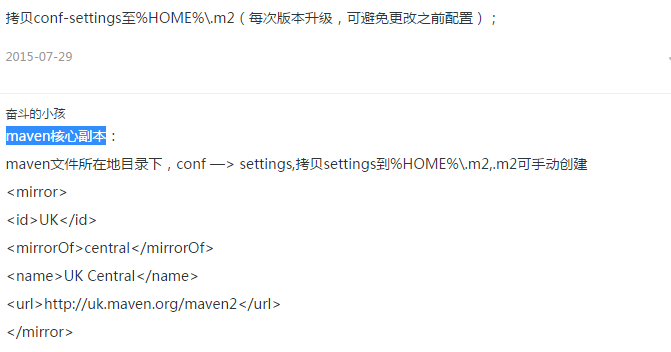 拷贝conf-settings至%HOME%\.m2（每次版本升级，可避免更改之前配置）；
2015-07-29
奋斗的小孩
maven核心副本：
maven文件所在地目录下，conf —> settings,拷贝settings到%HOME%\.m2,.m2可手动创建
<mirror>
<id>UK</id>
<mirrorOf>central</mirrorOf>
<name>UK Central</name>
<url>http://uk.maven.org/maven2</url>
</mirror>